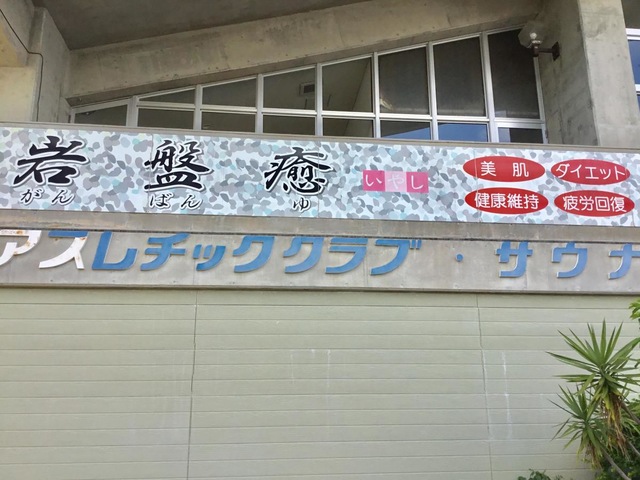 岩盤癒 いやし
がん ばん ゆ
美肌 ダイエット
健康維持 疲労回復
アスレチッククラブ・サウナ